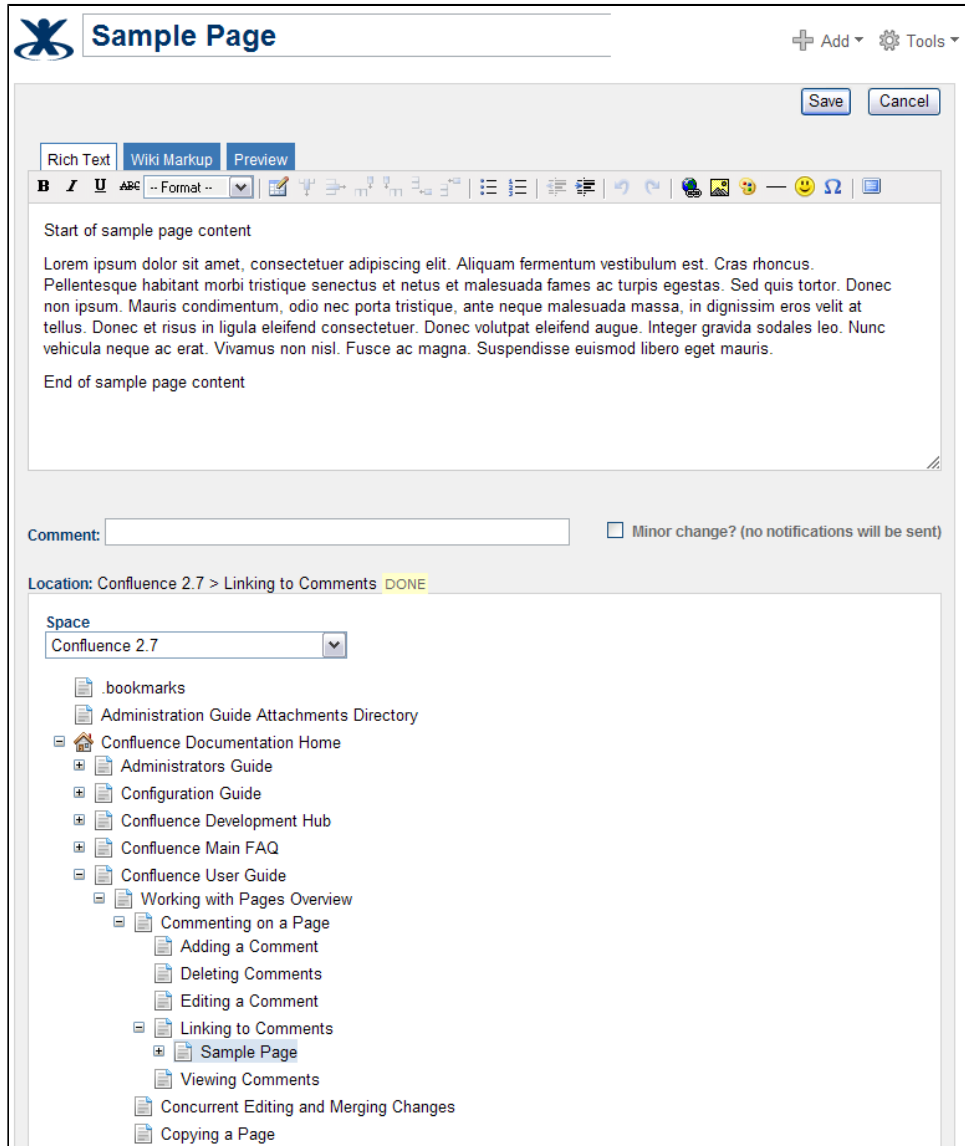 Sample Page
Add Tools
Save Cancel
Rich Text Wiki Markup Preview
B I U ABC -- Format -- Ω
Start of sample page content
Lorem ipsum dolor sit amet, consectetuer adipiscing elit. Aliquam fermentum vestibulum est. Cras rhoncus.
Pellentesque habitant morbi tristique senectus et netus et malesuada fames ac turpis egestas. Sed quis tortor. Donec
non ipsum. Mauris condimentum, odio nec porta tristique, ante neque malesuada massa, in dignissim eros velit at
tellus. Donec et risus in ligula eleifend consectetuer. Donec volutpat eleifend augue. Integer gravida sodales leo. Nunc
vehicula neque ac erat. Vivamus non nisl. Fusce ac magna. Suspendisse euismod libero eget mauris.
End of sample page content
Comment: Minor change? (no notifications will be sent)
Location: Confluence 2.7 > Linking to Comments DONE
Space
Confluence 2.7
.bookmarks
Administration Guide Attachments Directory
Confluence Documentation Home
Administrators Guide
Configuration Guide
Confluence Development Hub
Confluence Main FAQ
Confluence User Guide
Working with Pages Overview
Commenting on a Page
Adding a Comment
Deleting Comments
Editing a Comment
Linking to Comments
Sample Page
Viewing Comments
Concurrent Editing and Merging Changes
Copying a Page